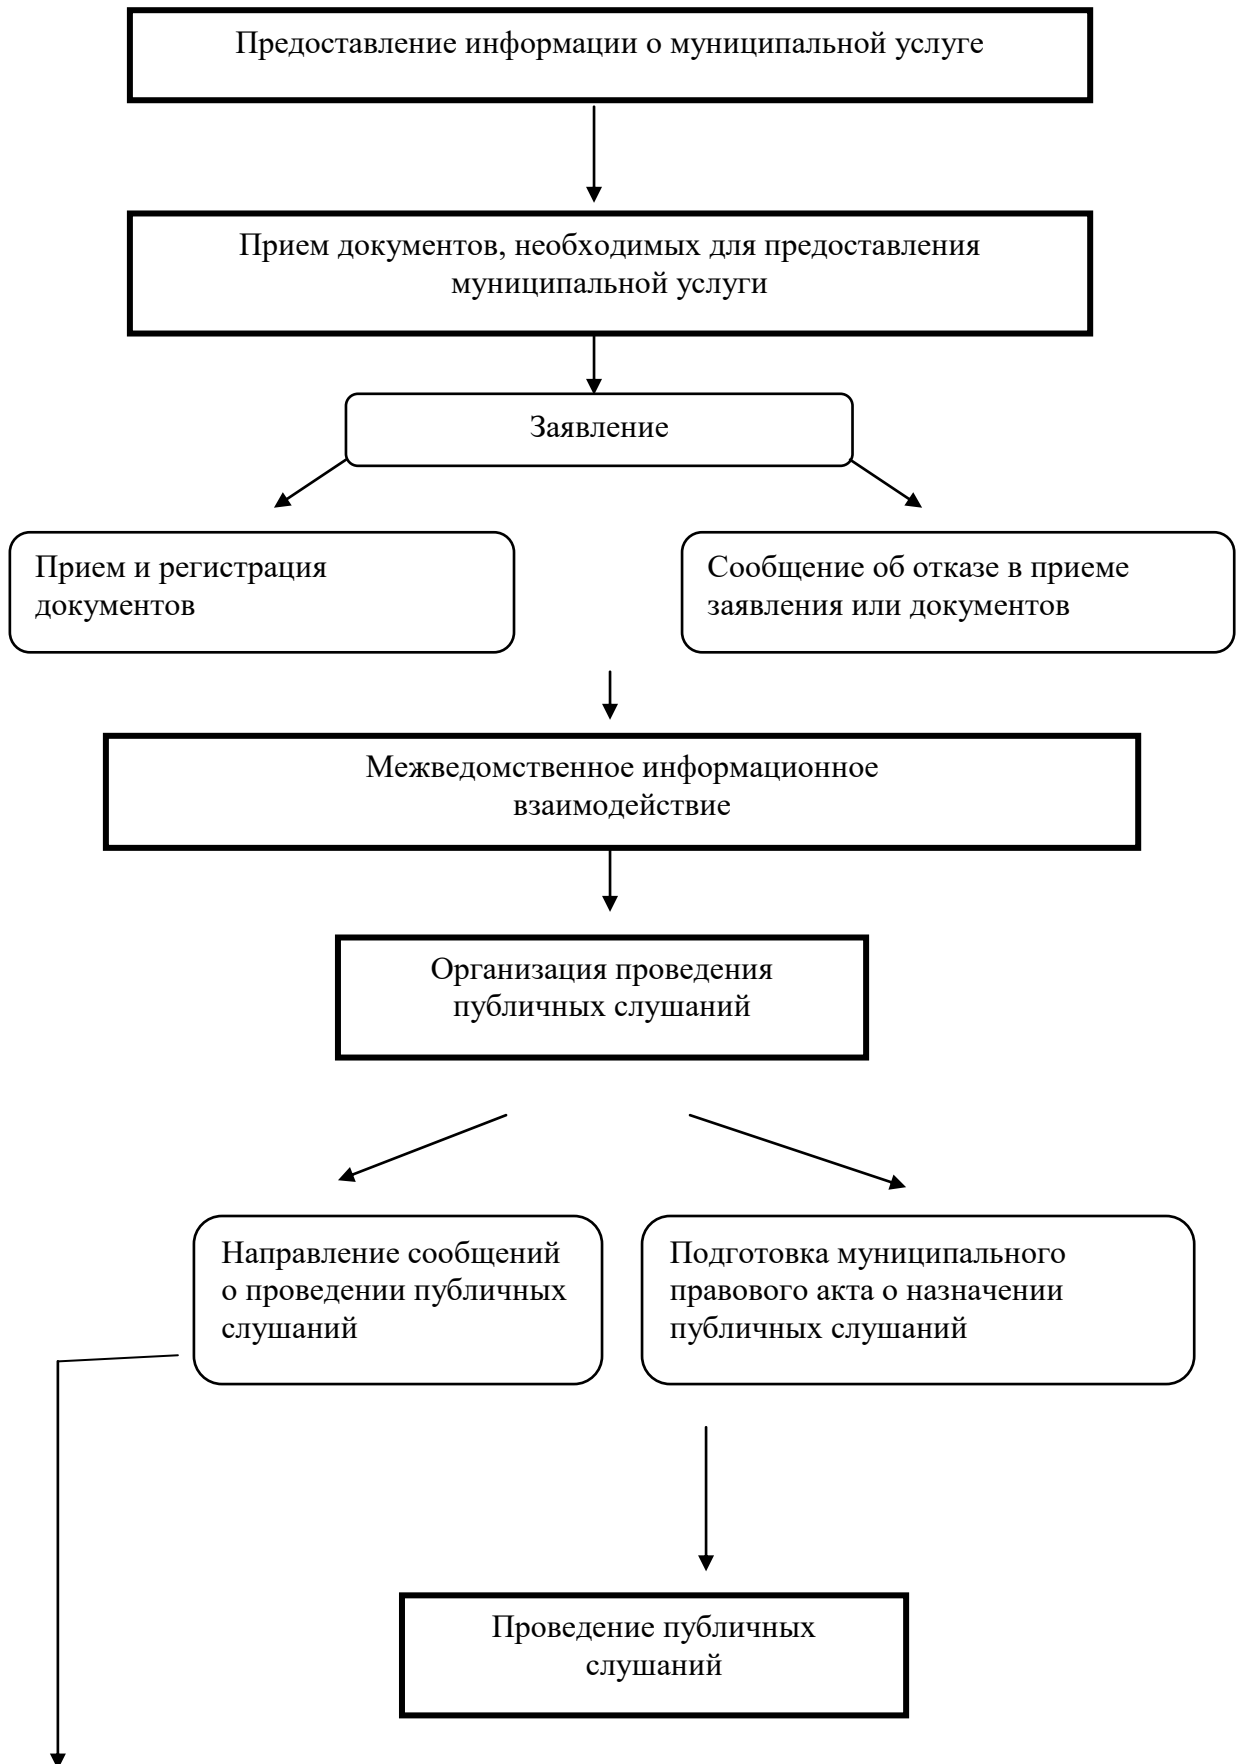 Предоставление информации о муниципальной услуге
Прием документов, необходимых для предоставления
муниципальной услуги
Заявление
Прием и регистрация
документов
Сообщение об отказе в приеме
заявления или документов
Межведомственное информационное
взаимодействие
Организация проведения
публичных слушаний
Направление сообщений
о проведении публичных
слушаний
Подготовка муниципального
правового акта о назначении
публичных слушаний
Проведение публичных
слушаний